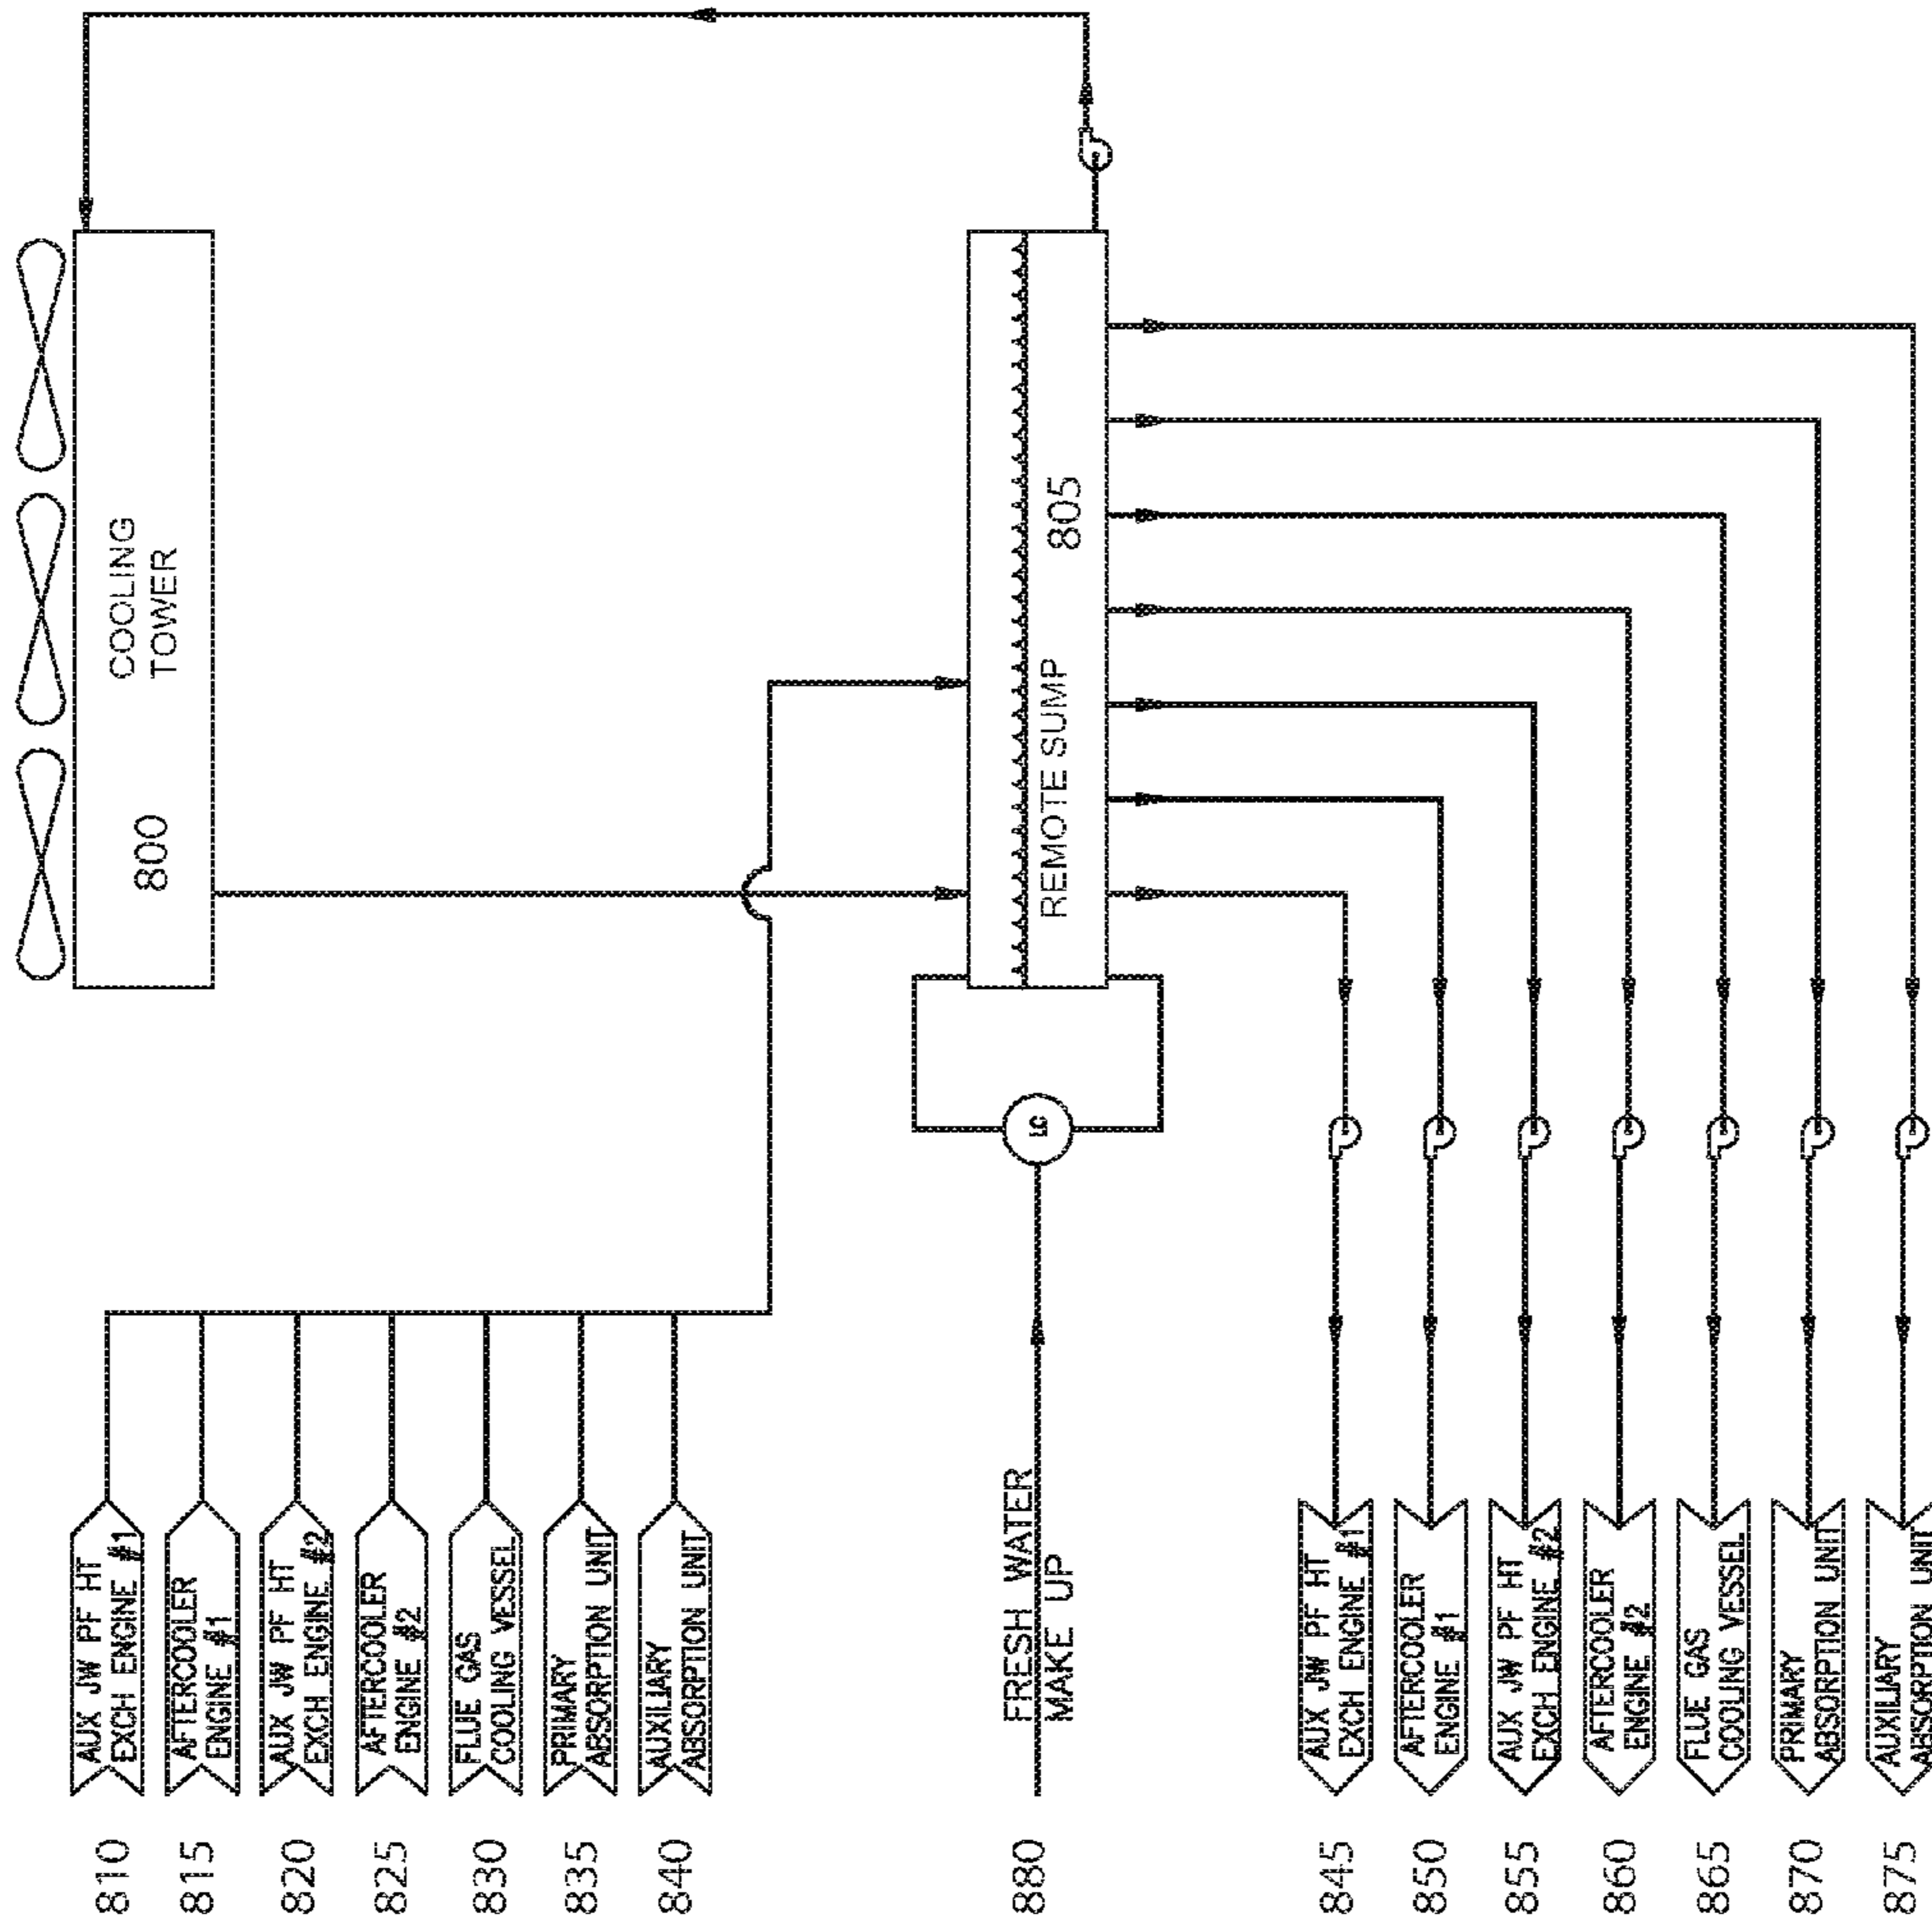 810
AUX JW PF HT
EXCH ENGINE #1
815
AFTERCOOLER
ENGINE #1
820
AUX JW PF HT
EXCH ENGINE #2
825
AFTERCOOLER
ENGINE #2
830
FLUE GAS
COOLING VESSEL
835
PRIMARY
ABSORPTION UNIT
840
AUXILIARY
ABSORPTION UNIT
800
COOLING
TOWER
880
FRESH WATER
MAKE UP
LC
REMOTE SUMP
805
845
AUX JW PF HT
EXCH ENGINE #1
850
AFTERCOOLER
ENGINE #1
855
AUX JW PF HT
EXCH ENGINE #2
860
AFTERCOOLER
ENGINE #2
865
FLUE GAS
COOLING VESSEL
870
PRIMARY
ABSORPTION UNIT
875
AUXILIARY
ABSORPTION UNIT